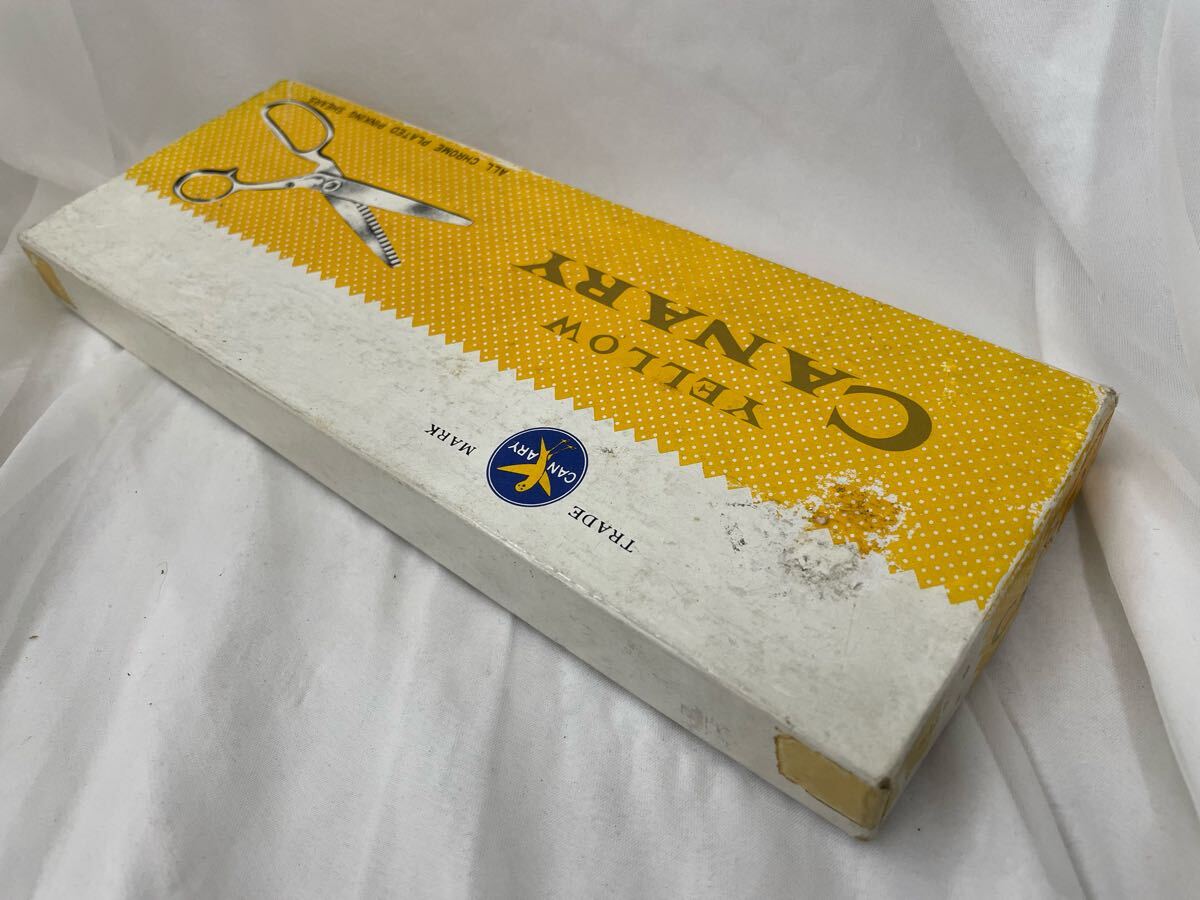 YELLOW
CANARY
ALL CHROME PLATED PINKING SHEARS
TRADE MARK
CANARY